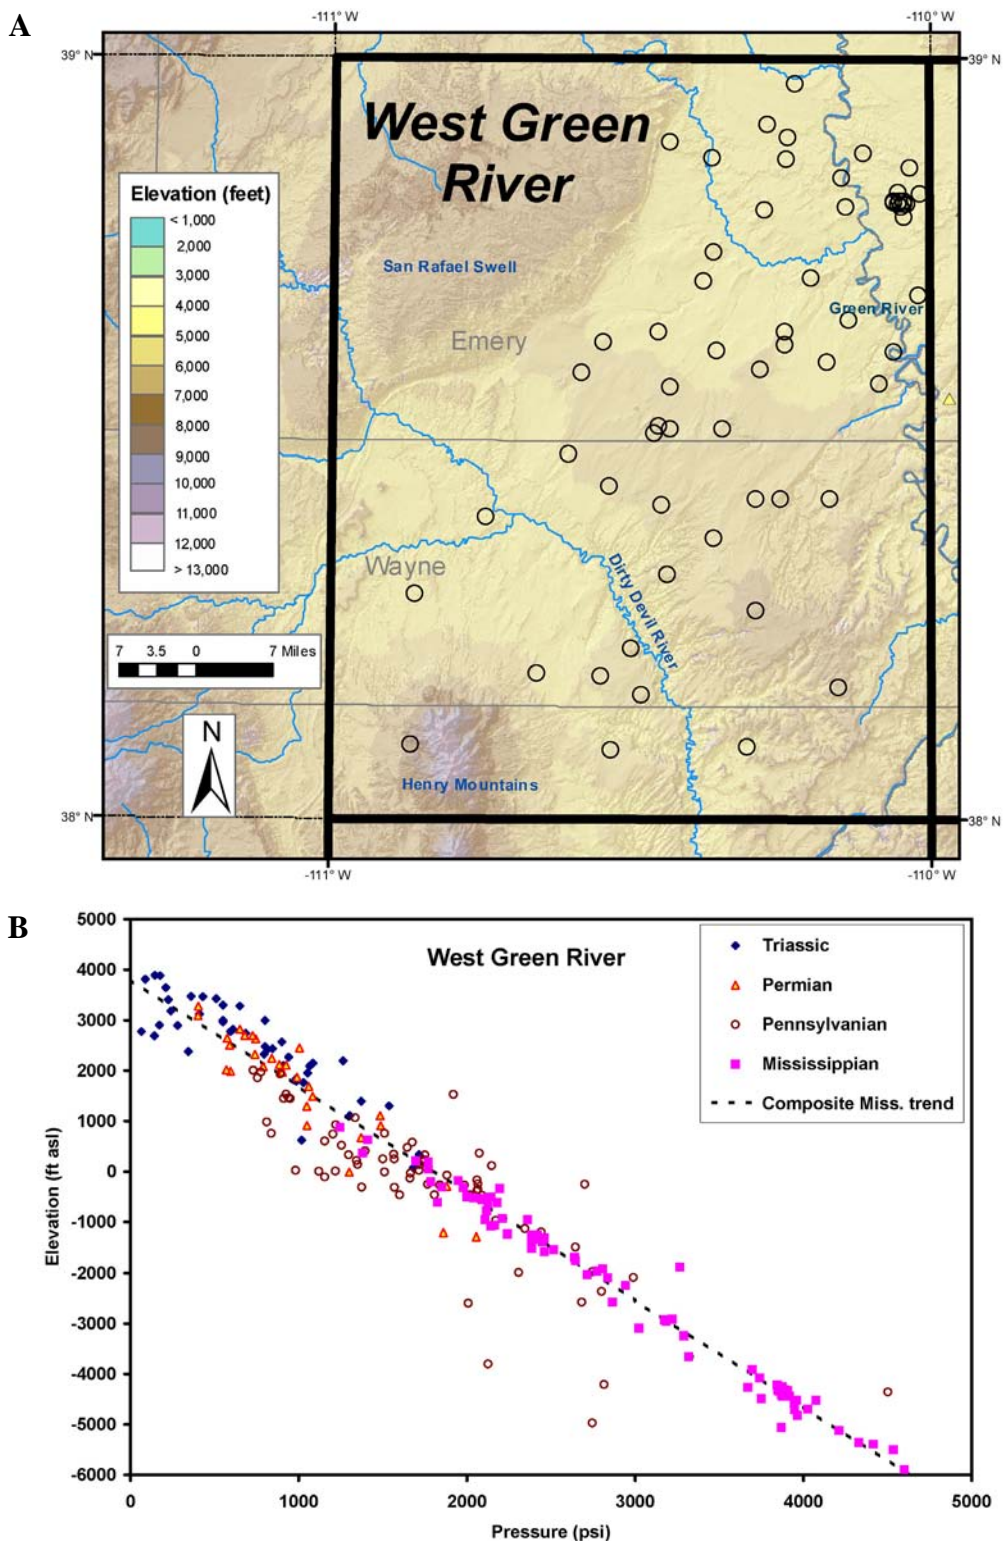 A
-111° W
-110° W
39° N
39° N
West Green
River
Elevation (feet)
< 1,000
2,000
3,000
4,000
5,000
6,000
7,000
8,000
9,000
10,000
11,000
12,000
> 13,000
San Rafael Swell
Green River
Emery
Wayne
Dirty Devil River
7 3.5 0 7 Miles
N
Henry Mountains
38° N
38° N
-111° W
-110° W
B
West Green River
Triassic
Permian
Pennsylvanian
Mississippian
Composite Miss. trend
Elevation (ft asl)
5000
4000
3000
2000
1000
0
-1000
-2000
-3000
-4000
-5000
-6000
0 1000 2000 3000 4000 5000
Pressure (psi)